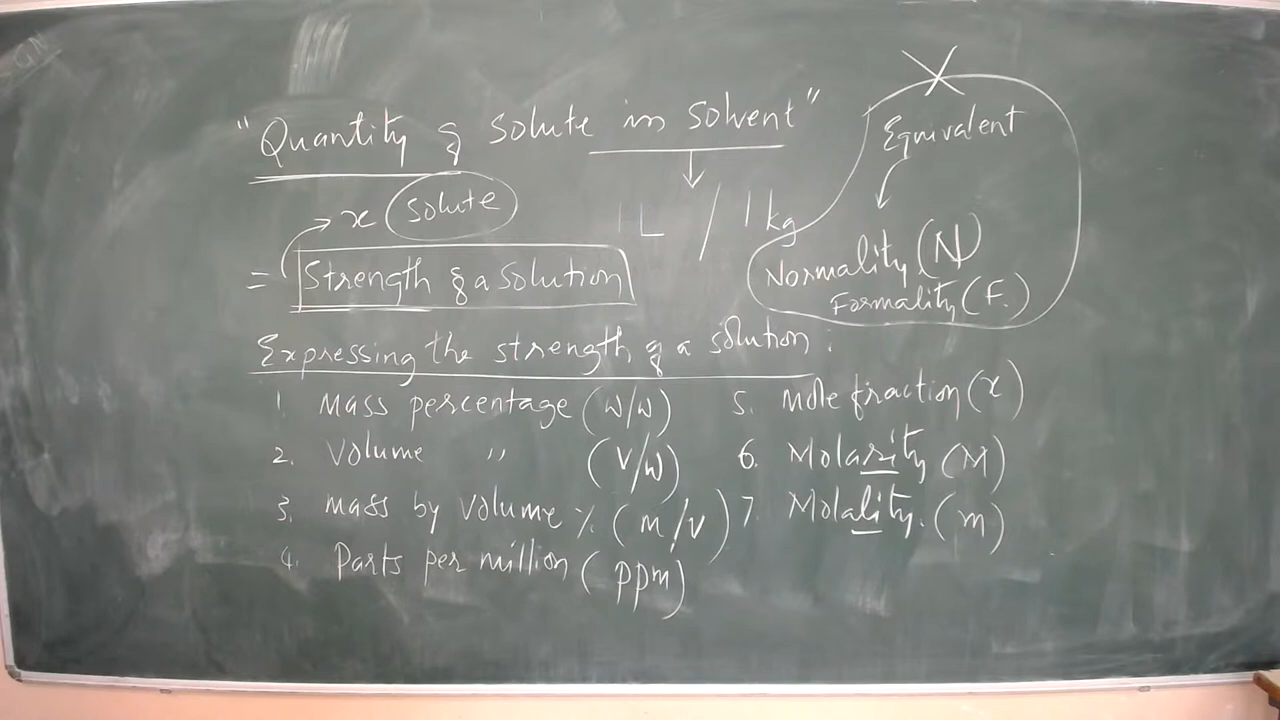 "Quantity of solute in solvent"
x solute
1L / 1kg
= Strength of a solution
Equivalent
Normality (N)
Formality (F.)
Expressing the strength of a solution:
1. Mass percentage (W/W)
2. Volume " (V/W)
3. mass by volume % (m/v)
4. Parts per million (ppm)
5. Mole fraction (x)
6. Molarity (M)
7. Molality. (m)